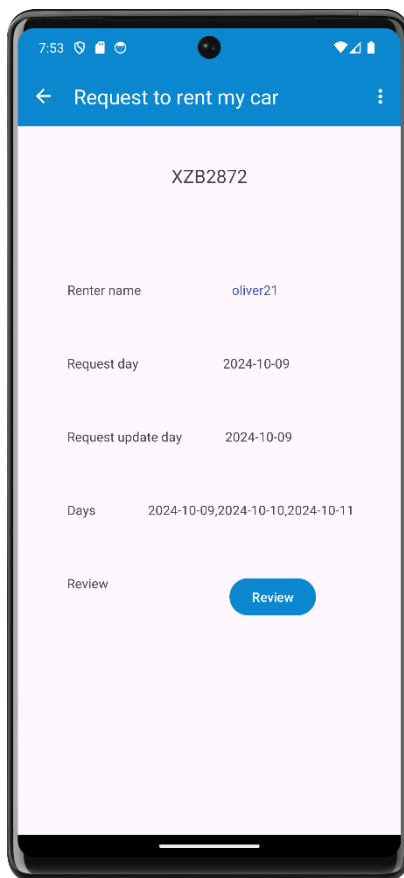 7:53
Request to rent my car
XZB2872
Renter name oliver21
Request day 2024-10-09
Request update day 2024-10-09
Days 2024-10-09,2024-10-10,2024-10-11
Review Review